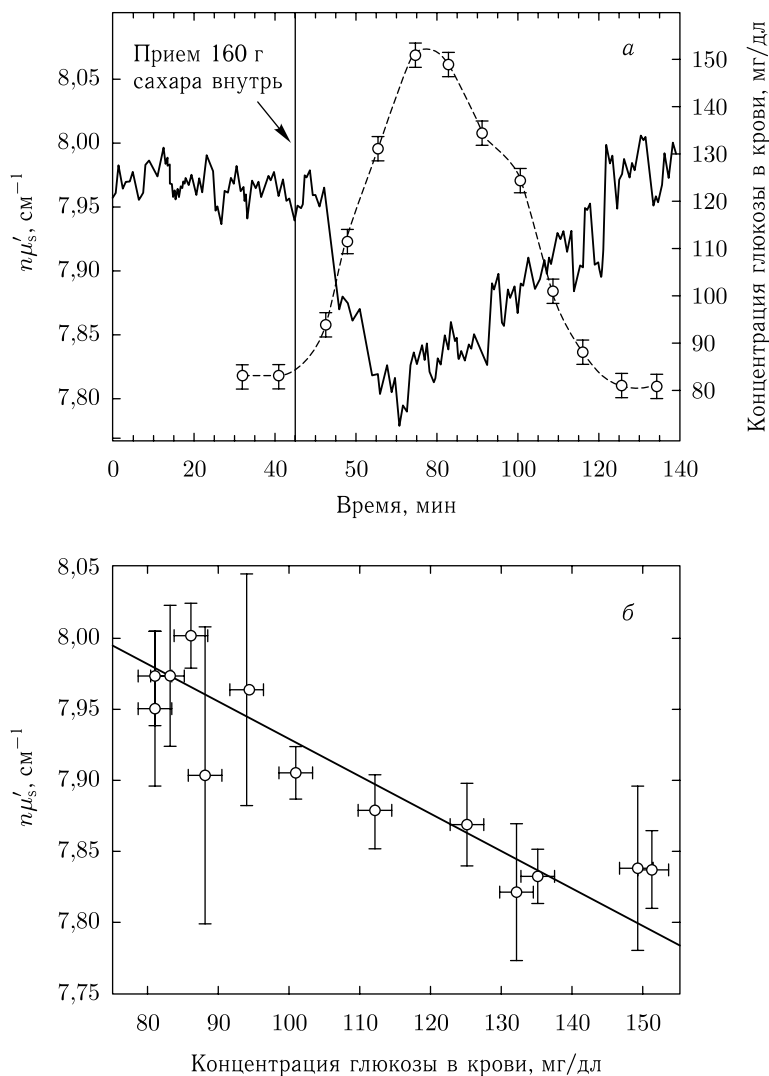 Прием 160 г
сахара внутрь
а
8,05
8,00
7,95
7,90
7,85
7,80
nμ′s, см−1
150
140
130
120
110
100
90
80
Концентрация глюкозы в крови, мг/дл
0 20 40 50 80 100 120 140
Время, мин
б
8,05
8,00
7,95
7,90
7,85
7,80
7,75
nμ′s, см−1
80 90 100 110 120 130 140 150
Концентрация глюкозы в крови, мг/дл